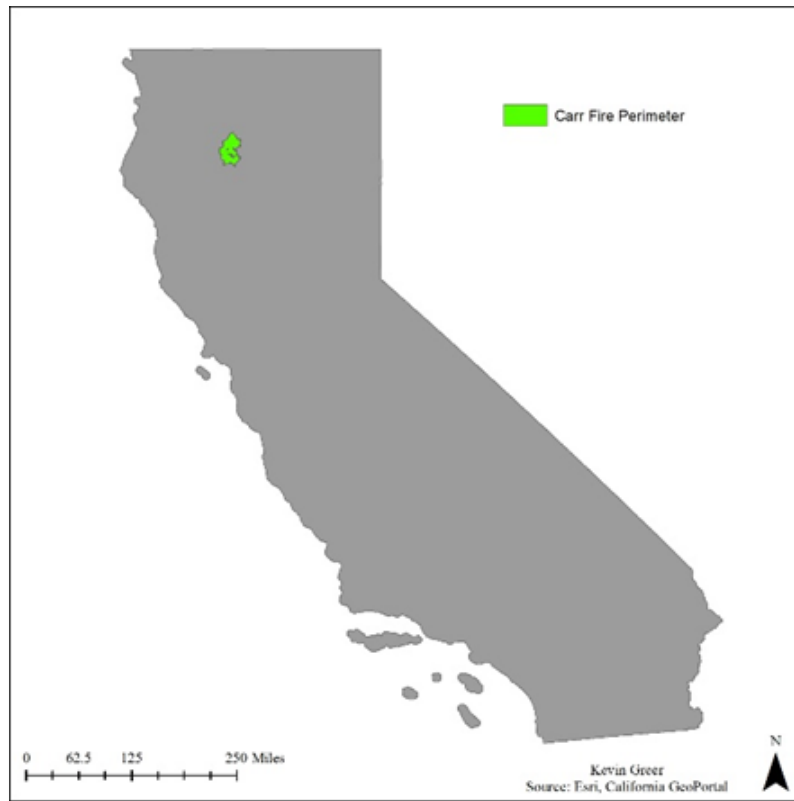 Carr Fire Perimeter
0 62.5 125 250 Miles
N
Kevin Greer
Source: Esri, California GeoPortal